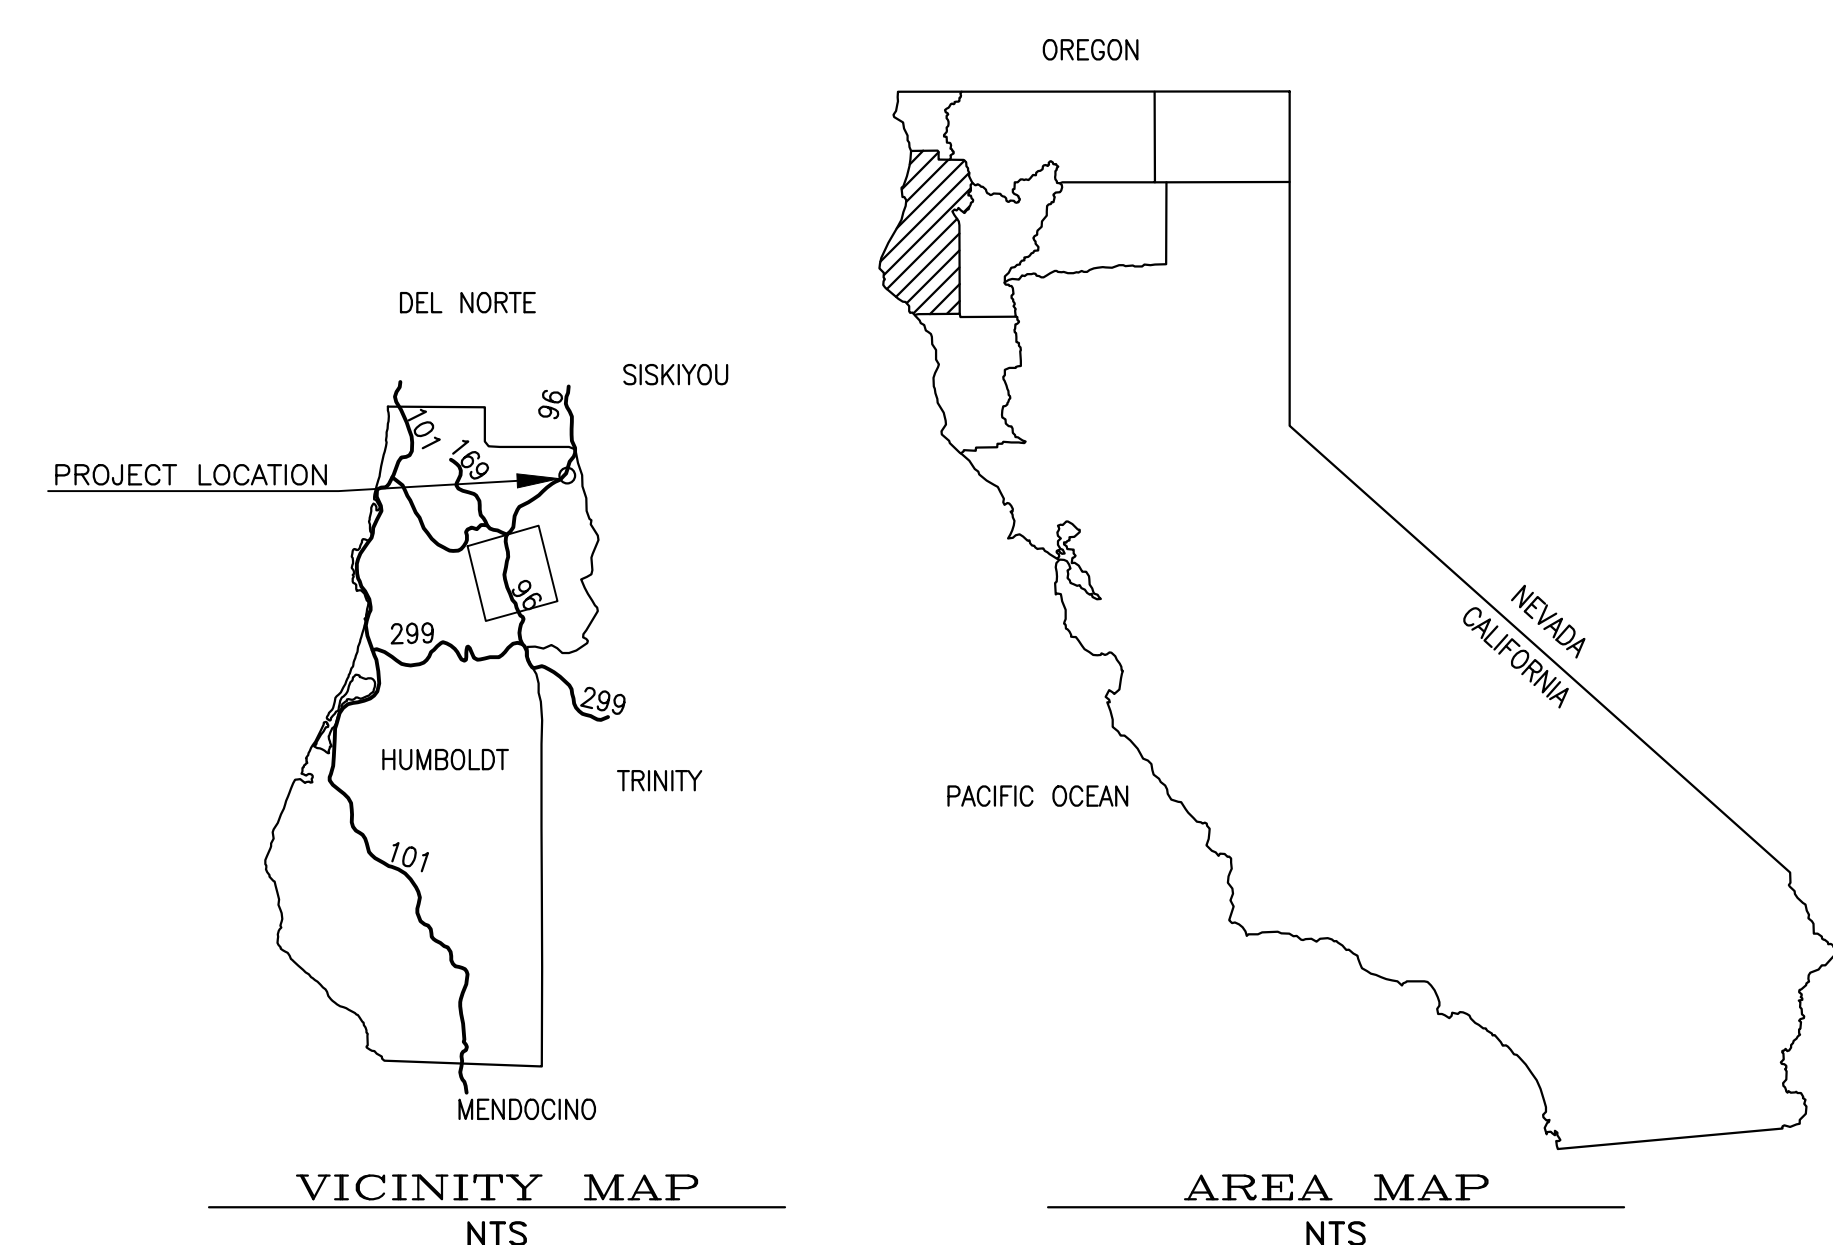 OREGON
DEL NORTE
SISKIYOU
96
101
169
PROJECT LOCATION
96
299
299
HUMBOLDT
TRINITY
101
MENDOCINO
NEVADA
CALIFORNIA
PACIFIC OCEAN
VICINITY MAP
NTS
AREA MAP
NTS